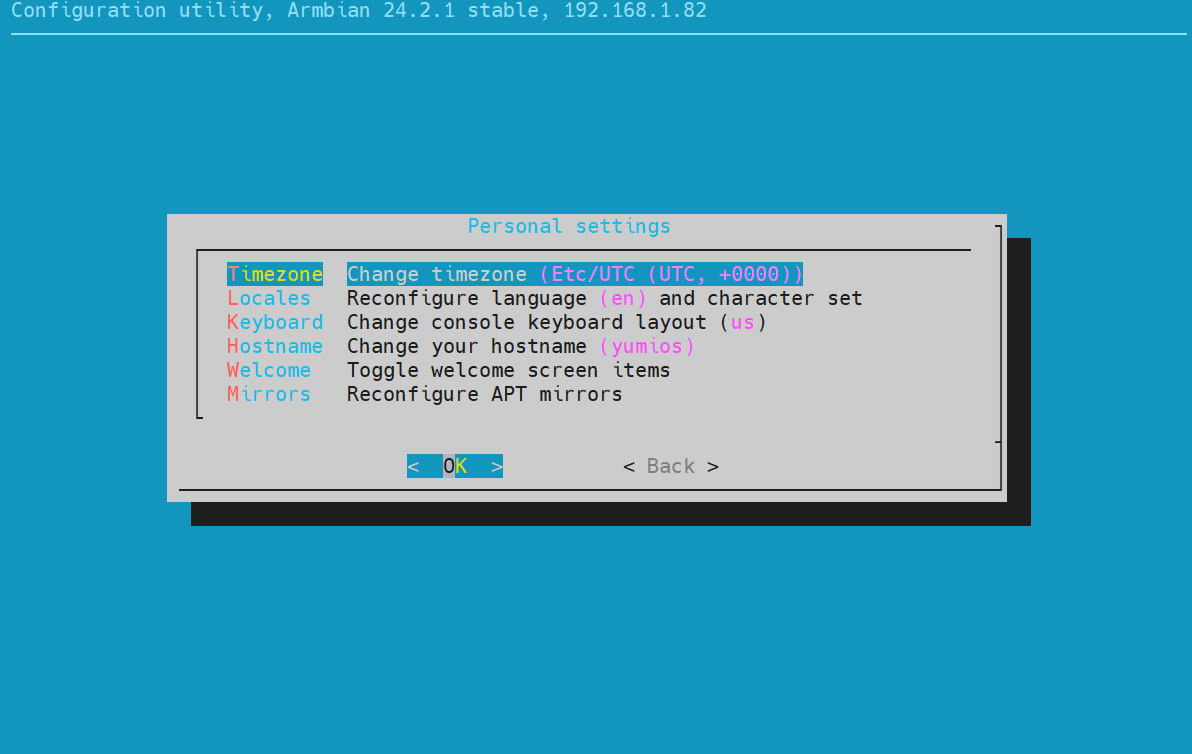 Configuration utility, Armbian 24.2.1 stable, 192.168.1.82
Personal settings
Timezone Change timezone (Etc/UTC (UTC, +0000))
Locales Reconfigure language (en) and character set
Keyboard Change console keyboard layout (us)
Hostname Change your hostname (yumios)
Welcome Toggle welcome screen items
Mirrors Reconfigure APT mirrors
< OK > < Back >